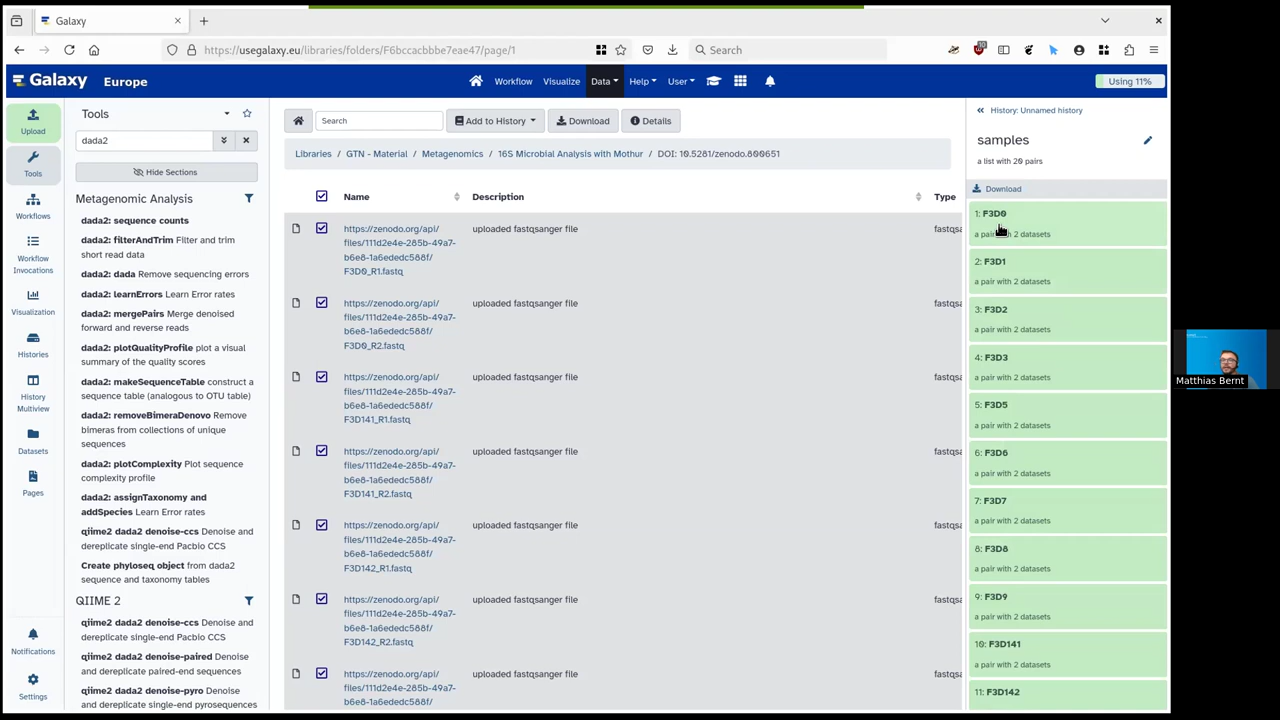 Galaxy
https://usegalaxy.eu/libraries/folders/F6bccacbbbe7eae47/page/1
Search
Galaxy Europe
Workflow
Visualize
Data
Help
User
Using 11%
Upload
Tools
Workflows
Workflow
Invocations
Visualization
Histories
History
Multiview
Datasets
Pages
Notifications
Settings
Tools
dada2
Hide Sections
Metagenomic Analysis
dada2: sequence counts
dada2: filterAndTrim Filter and trim
short read data
dada2: dada Remove sequencing errors
dada2: learnErrors Learn Error rates
dada2: mergePairs Merge denoised
forward and reverse reads
dada2: plotQualityProfile plot a visual
summary of the quality scores
dada2: makeSequenceTable construct a
sequence table (analogous to OTU table)
dada2: removeBimeraDenovo Remove
bimeras from collections of unique
sequences
dada2: plotComplexity Plot sequence
complexity profile
dada2: assignTaxonomy and
addSpecies Learn Error rates
qiime2 dada2 denoise-ccs Denoise and
dereplicate single-end Pacbio CCS
Create phyloseq object from dada2
sequence and taxonomy tables
QIIME 2
qiime2 dada2 denoise-ccs Denoise and
dereplicate single-end Pacbio CCS
qiime2 dada2 denoise-paired Denoise
and dereplicate paired-end sequences
qiime2 dada2 denoise-pyro Denoise
and dereplicate single-end pyrosequences
Search
Add to History
Download
Details
Libraries / GTN - Material / Metagenomics / 16S Microbial Analysis with Mothur / DOI: 10.5281/zenodo.800651
Name
Description
Type
https://zenodo.org/api/
files/111d2e4e-285b-49a7-
b6e8-1a6ededc588f/
F3D0_R1.fastq
uploaded fastqsanger file
fastqsa
https://zenodo.org/api/
files/111d2e4e-285b-49a7-
b6e8-1a6ededc588f/
F3D0_R2.fastq
uploaded fastqsanger file
fastqsa
https://zenodo.org/api/
files/111d2e4e-285b-49a7-
b6e8-1a6ededc588f/
F3D141_R1.fastq
uploaded fastqsanger file
fastqsa
https://zenodo.org/api/
files/111d2e4e-285b-49a7-
b6e8-1a6ededc588f/
F3D141_R2.fastq
uploaded fastqsanger file
fastqsa
https://zenodo.org/api/
files/111d2e4e-285b-49a7-
b6e8-1a6ededc588f/
F3D142_R1.fastq
uploaded fastqsanger file
fastqsa
https://zenodo.org/api/
files/111d2e4e-285b-49a7-
b6e8-1a6ededc588f/
F3D142_R2.fastq
uploaded fastqsanger file
fastqsa
https://zenodo.org/api/
files/111d2e4e-285b-49a7-
b6e8-1a6ededc588f/
uploaded fastqsanger file
fastqsa
History: Unnamed history
samples
a list with 20 pairs
Download
1: F3D0
a pair with 2 datasets
2: F3D1
a pair with 2 datasets
3: F3D2
a pair with 2 datasets
4: F3D3
a pair with 2 datasets
5: F3D5
a pair with 2 datasets
6: F3D6
a pair with 2 datasets
7: F3D7
a pair with 2 datasets
8: F3D8
a pair with 2 datasets
9: F3D9
a pair with 2 datasets
10: F3D141
a pair with 2 datasets
11: F3D142
Matthias Bernt